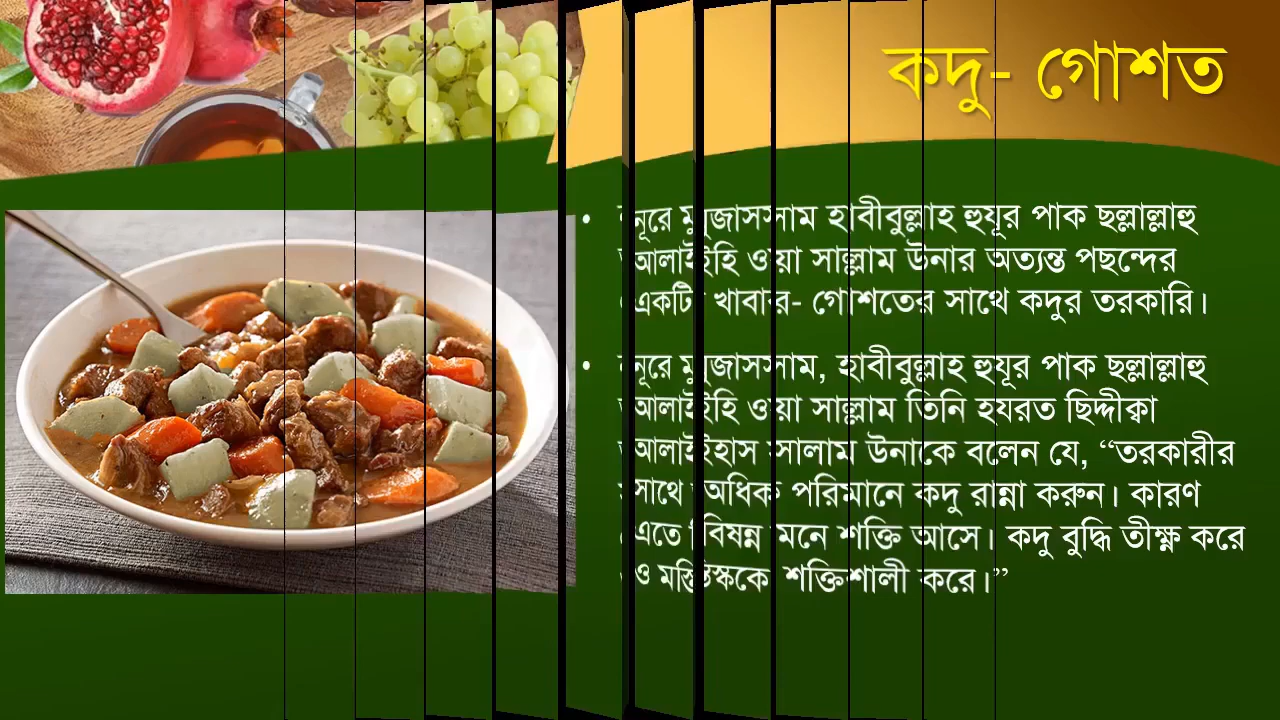 কদু- গোশত
• নূরে মুজাসসাম হাবীবুল্লাহ হুযূর পাক ছল্লাল্লাহু
আলাইহি ওয়া সাল্লাম উনার অত্যন্ত পছন্দের
একটি খাবার- গোশতের সাথে কদুর তরকারি।
• নূরে মুজাসসাম, হাবীবুল্লাহ হুযূর পাক ছল্লাল্লাহু
আলাইহি ওয়া সাল্লাম তিনি হযরত ছিদ্দীক্বা
আলাইহাস সালাম উনাকে বলেন যে, “তরকারীর
সাথে অধিক পরিমানে কদু রান্না করুন। কারণ
এতে বিষন্ন মনে শক্তি আসে। কদু বুদ্ধি তীক্ষ্ণ করে
ও মস্তিস্ককে শক্তিশালী করে।”